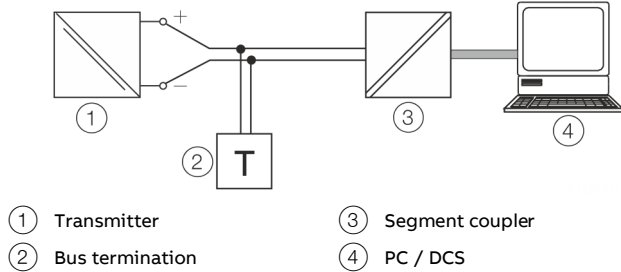 +
−
1
3
4
2
T
1 Transmitter
3 Segment coupler
2 Bus termination
4 PC / DCS